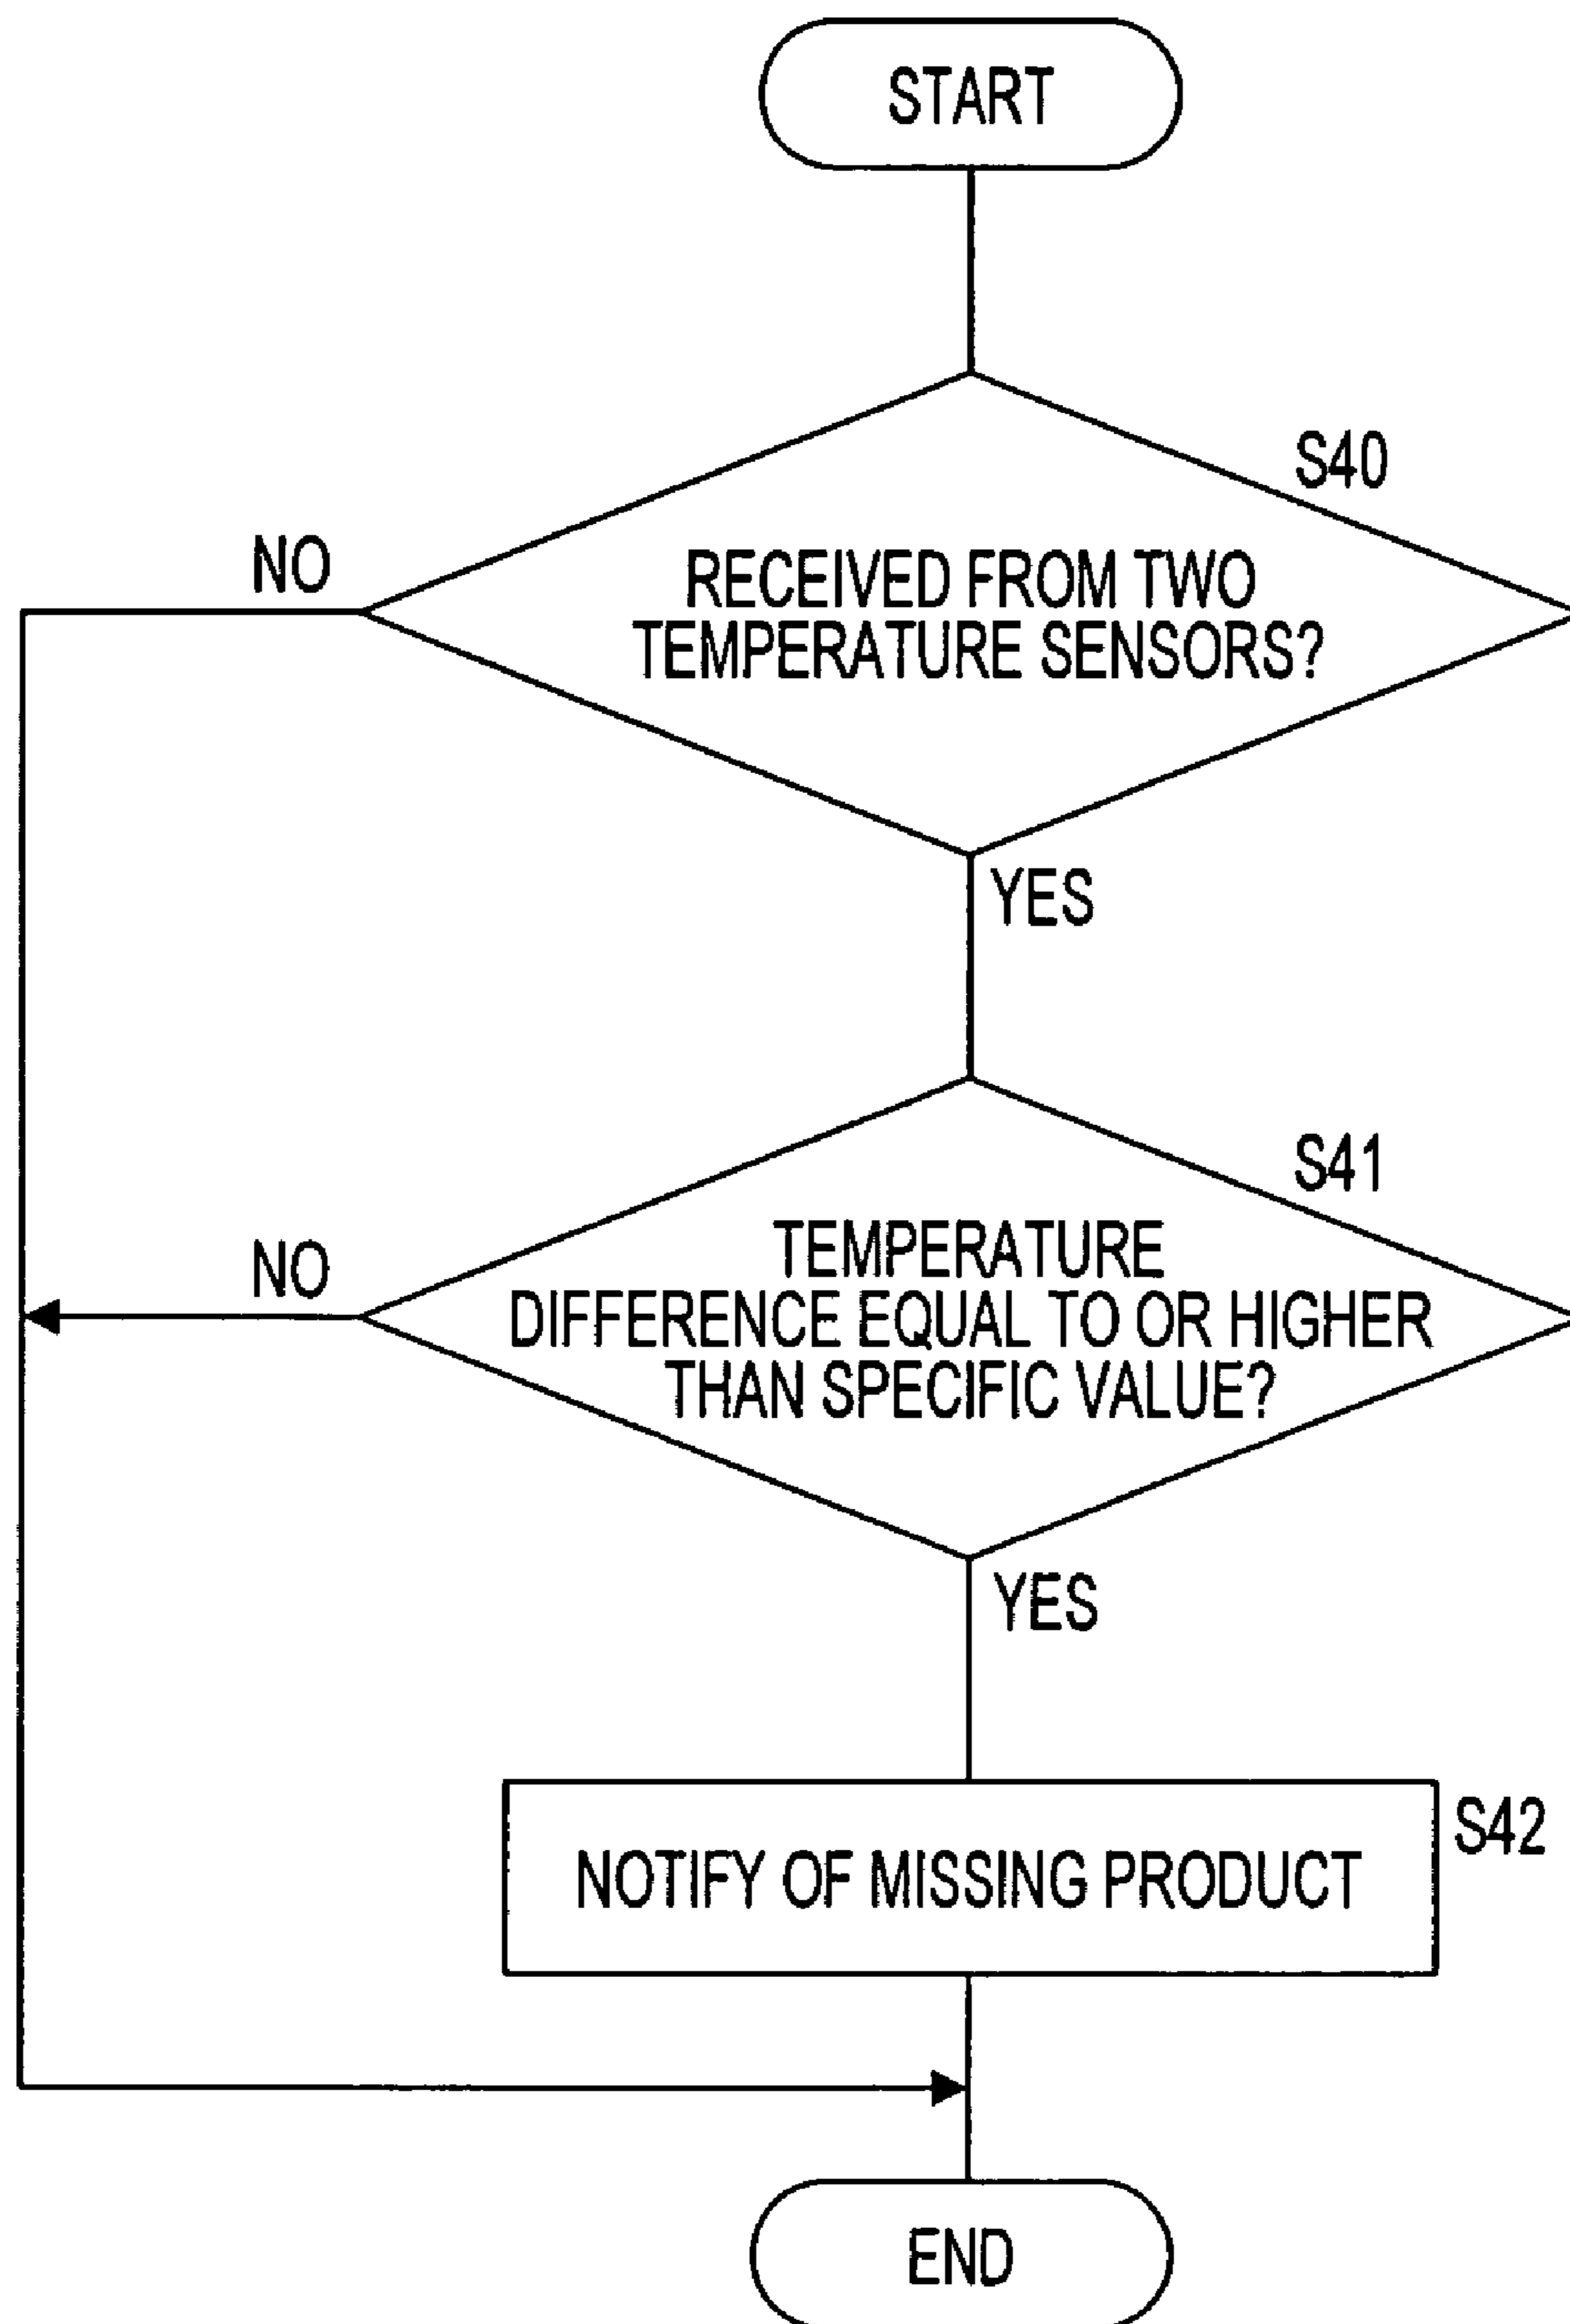 START
S40
NO
RECEIVED FROM TWO
TEMPERATURE SENSORS?
YES
S41
NO
TEMPERATURE
DIFFERENCE EQUAL TO OR HIGHER
THAN SPECIFIC VALUE?
YES
S42
NOTIFY OF MISSING PRODUCT
END